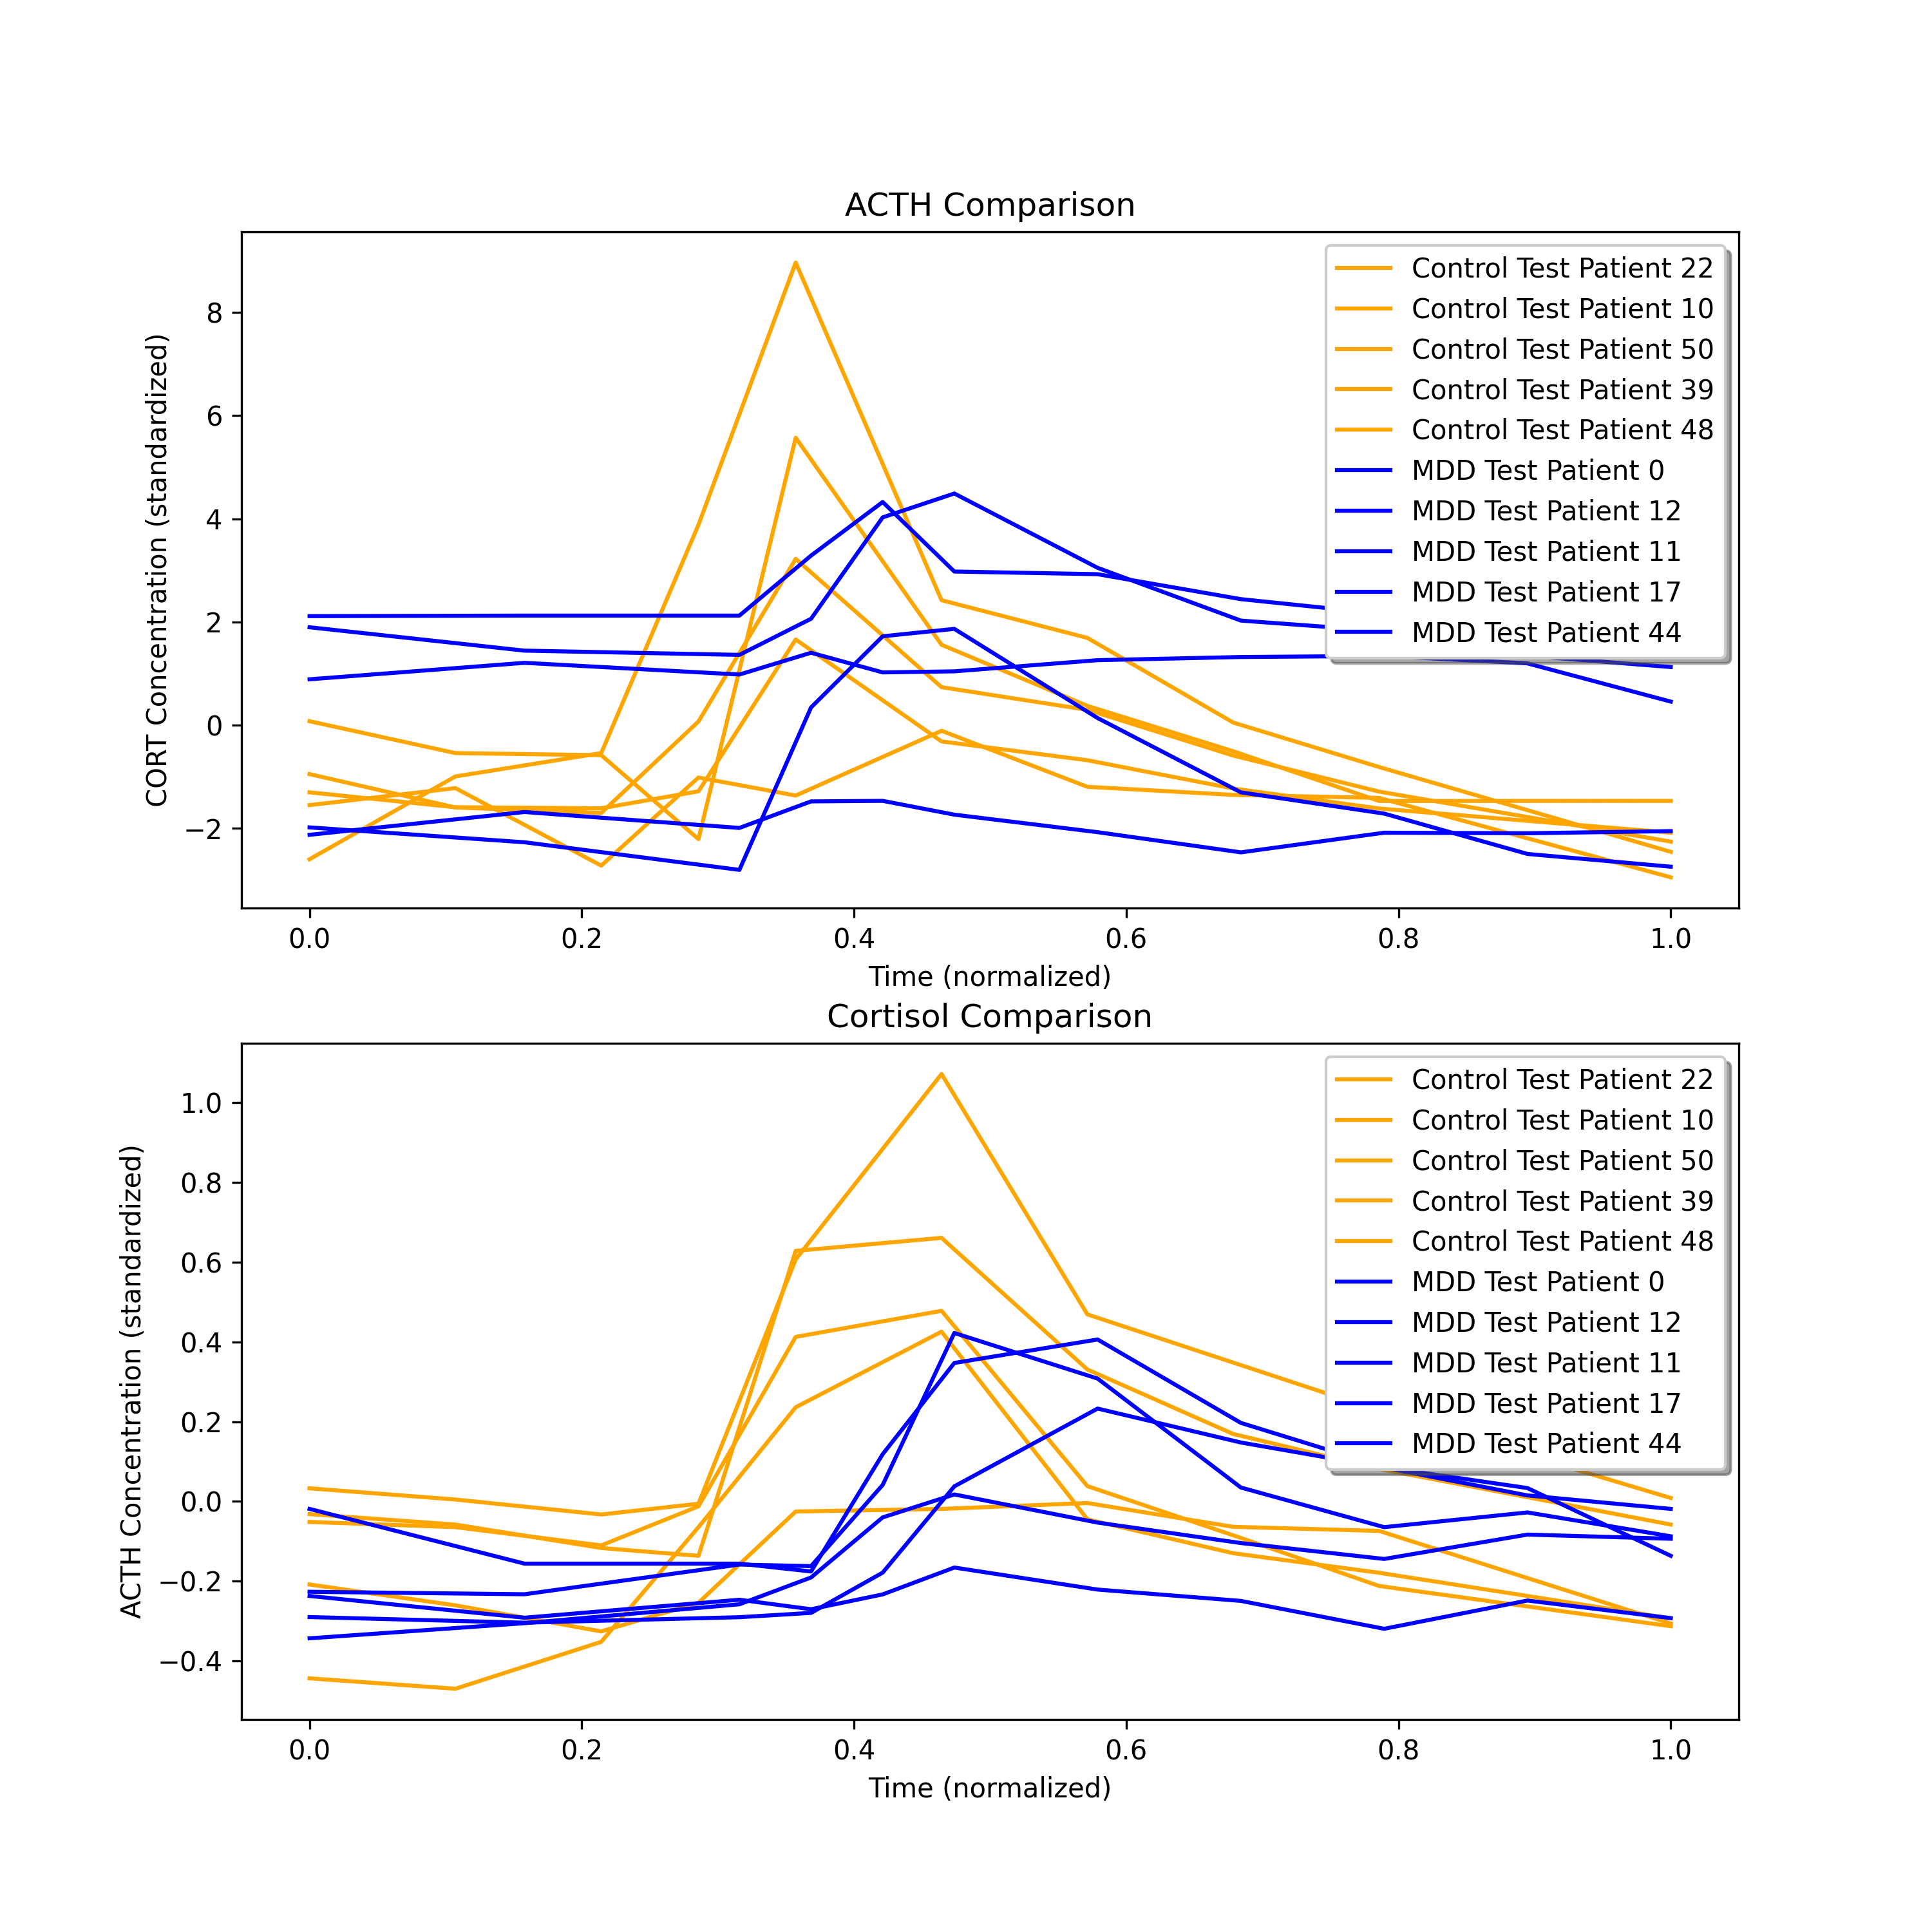 ACTH Comparison
CORT Concentration (standardized)
8
6
4
2
0
−2
Control Test Patient 22
Control Test Patient 10
Control Test Patient 50
Control Test Patient 39
Control Test Patient 48
MDD Test Patient 0
MDD Test Patient 12
MDD Test Patient 11
MDD Test Patient 17
MDD Test Patient 44
0.0 0.2 0.4 0.6 0.8 1.0
Time (normalized)
Cortisol Comparison
ACTH Concentration (standardized)
1.0
0.8
0.6
0.4
0.2
0.0
−0.2
−0.4
Control Test Patient 22
Control Test Patient 10
Control Test Patient 50
Control Test Patient 39
Control Test Patient 48
MDD Test Patient 0
MDD Test Patient 12
MDD Test Patient 11
MDD Test Patient 17
MDD Test Patient 44
0.0 0.2 0.4 0.6 0.8 1.0
Time (normalized)